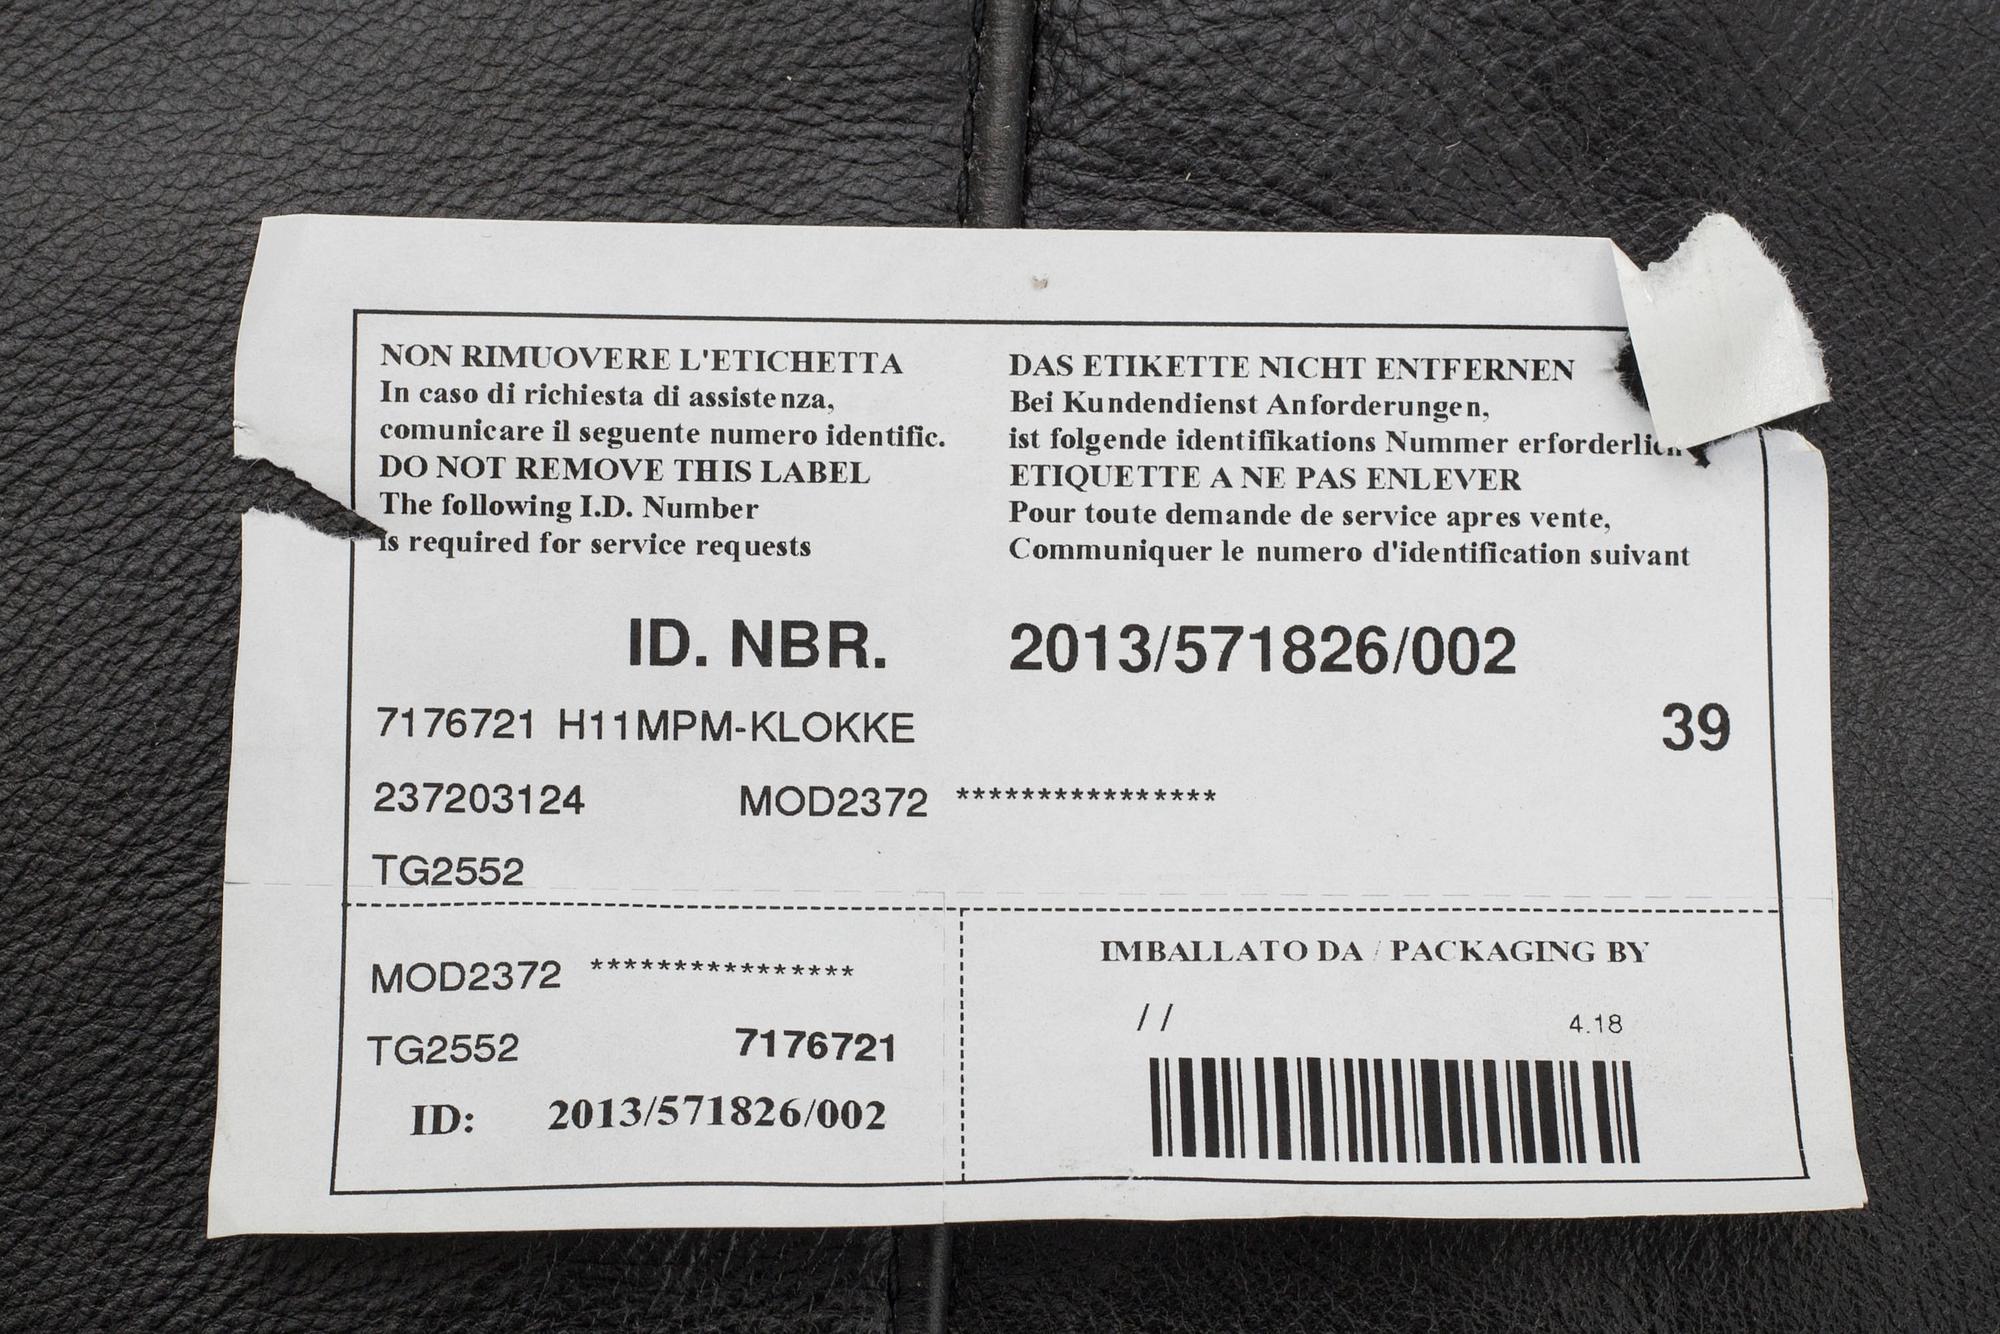 NON RIMUOVERE L'ETICHETTA
In caso di richiesta di assistenza,
comunicare il seguente numero identific.
DO NOT REMOVE THIS LABEL
The following I.D. Number
is required for service requests
DAS ETIKETTE NICHT ENTFERNEN
Bei Kundendienst Anforderungen,
ist folgende identifikations Nummer erforderlich
ETIQUETTE A NE PAS ENLEVER
Pour toute demande de service apres vente,
Communiquer le numero d'identification suivant
ID. NBR. 2013/571826/002
7176721 H11MPM-KLOKKE 39
237203124 MOD2372 ****************
TG2552
MOD2372 ****************
TG2552 7176721
ID: 2013/571826/002
IMBALLATO DA / PACKAGING BY
/ / 4.18